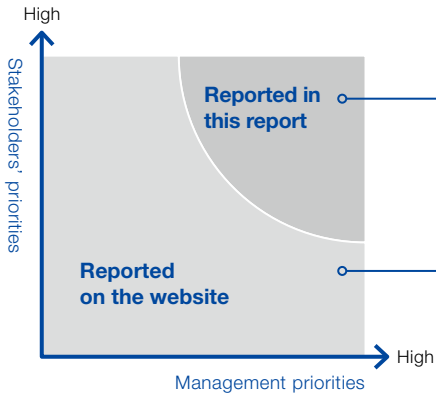 High
Stakeholders’ priorities
Reported in
this report
Reported
on the website
High
Management priorities